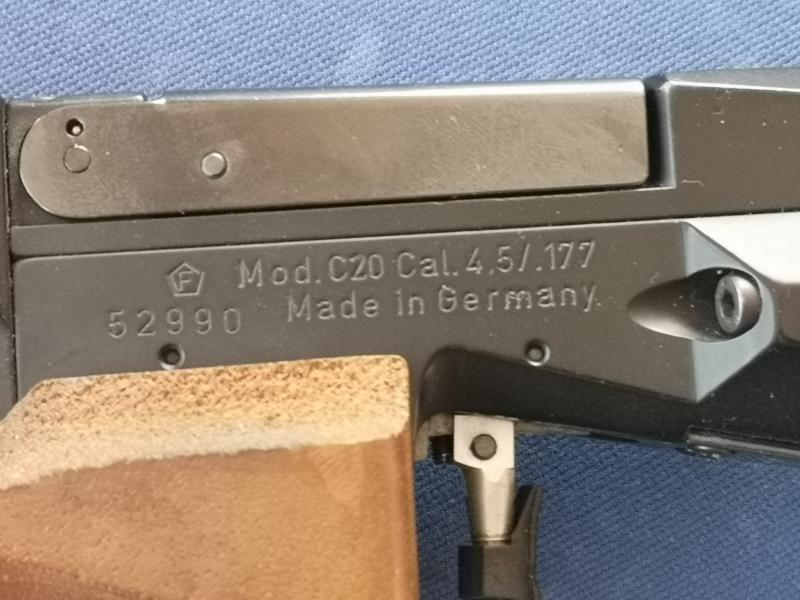 F Mod. C20 Cal. 4,5/.177
52990 Made in Germany